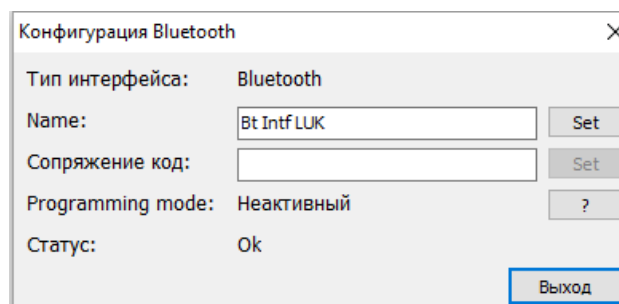 Конфигурация Bluetooth
Тип интерфейса: Bluetooth
Name: Bt Intf LUK Set
Сопряжение код: Set
Programming mode: Неактивный ?
Статус: Ok
Выход